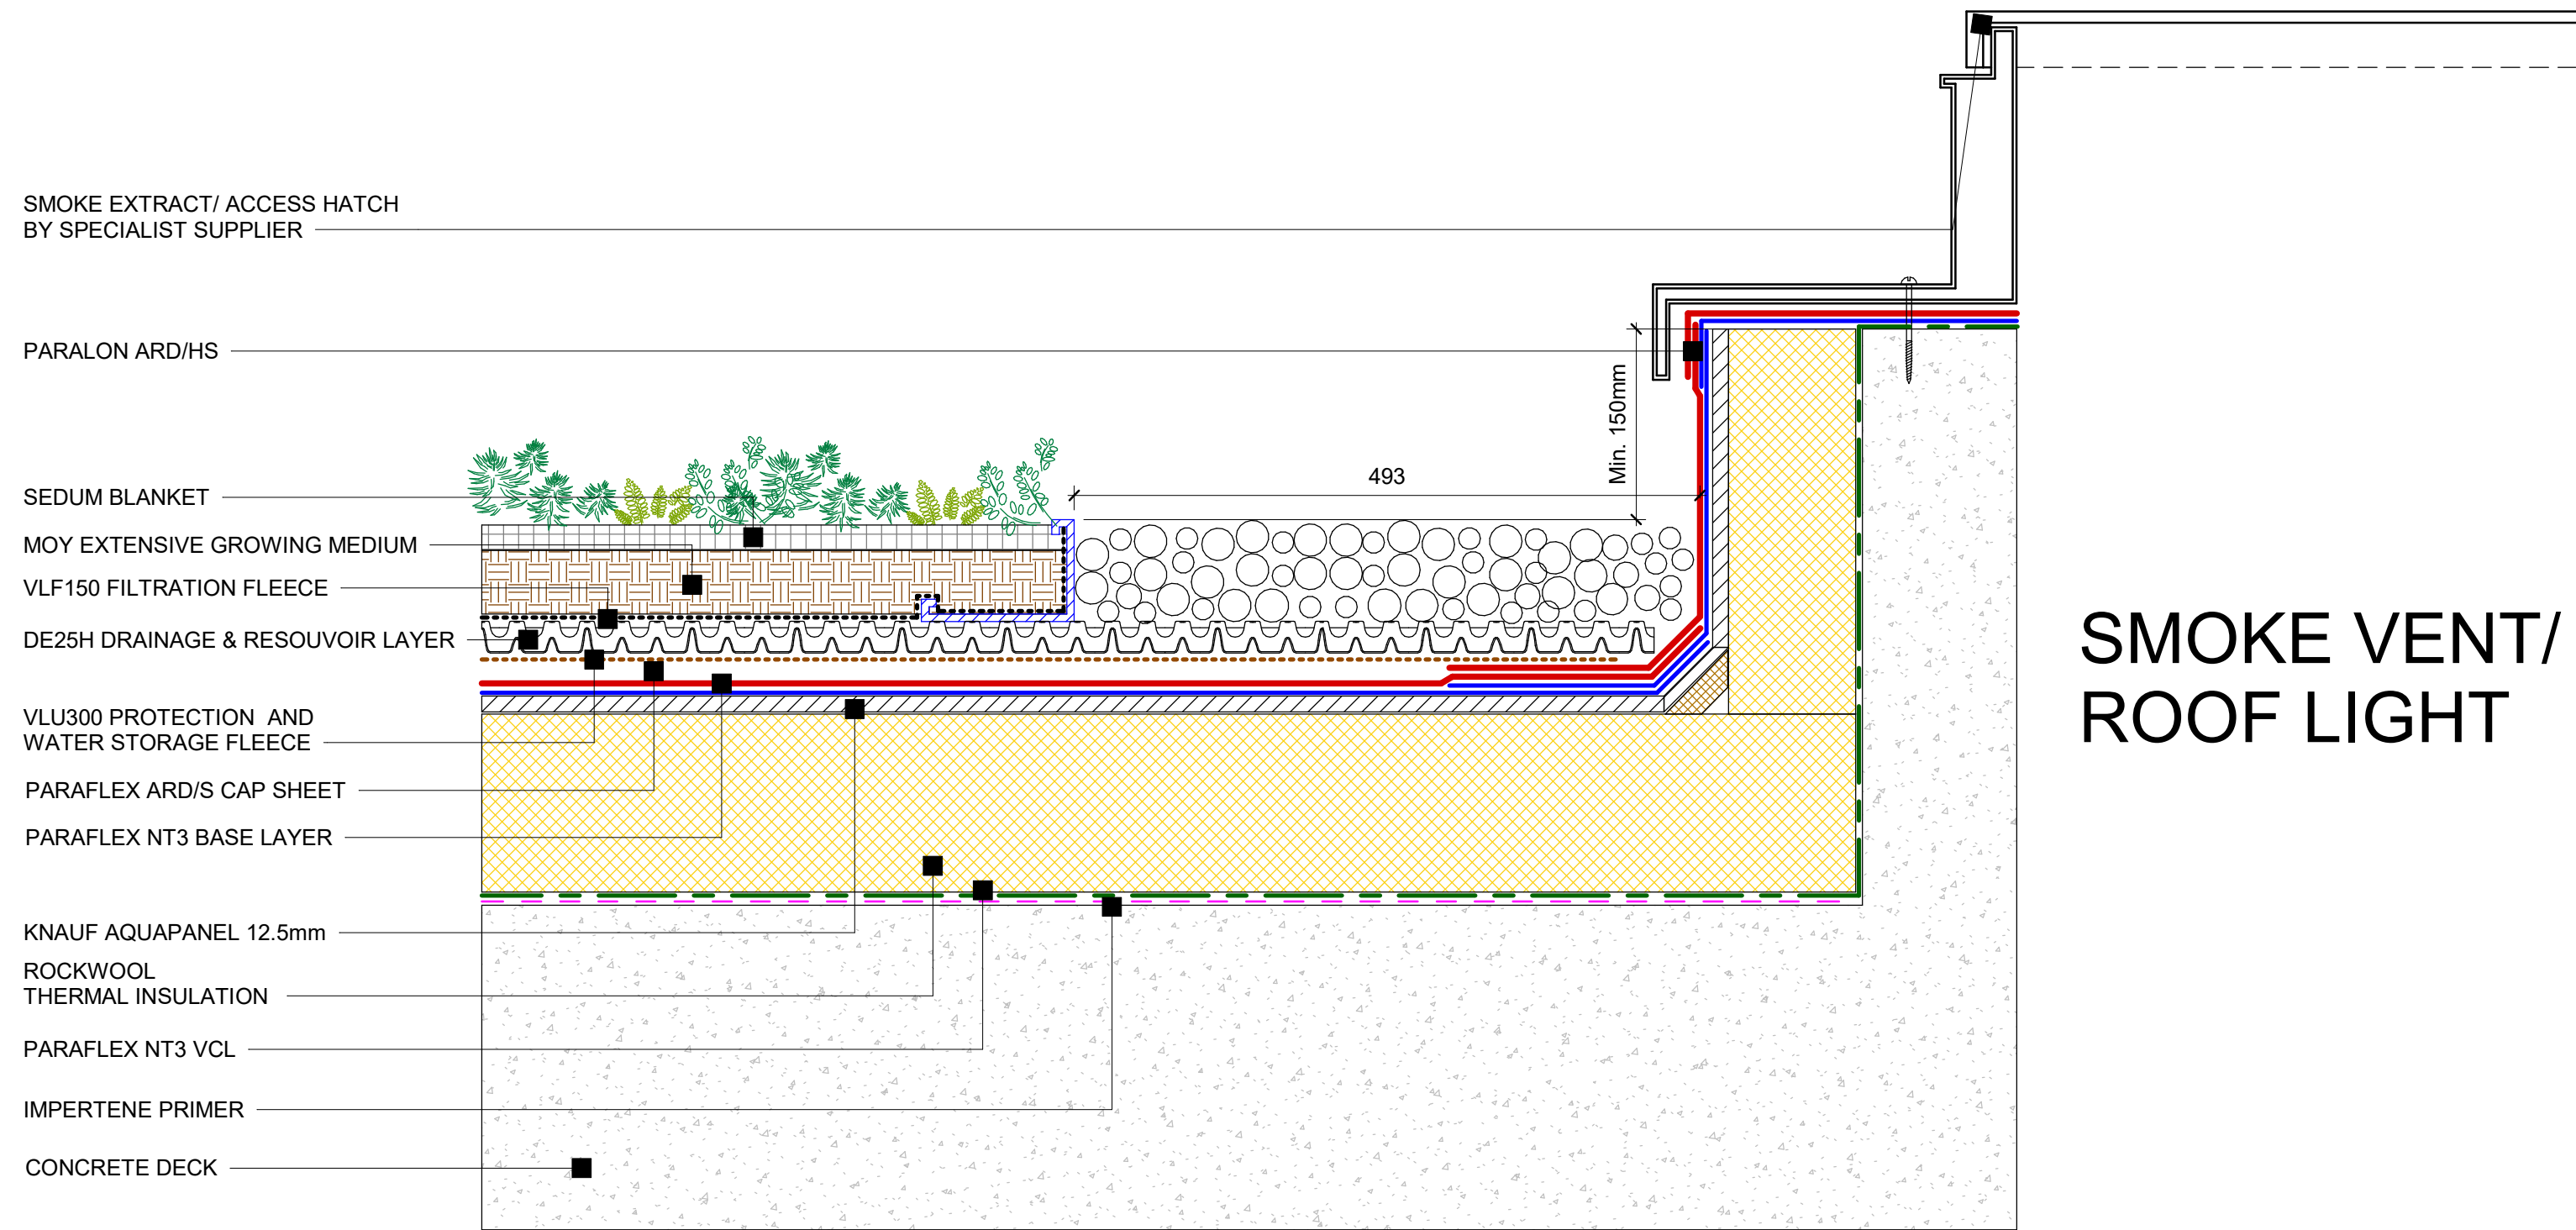 SMOKE EXTRACT/ ACCESS HATCH
BY SPECIALIST SUPPLIER
PARALON ARD/HS
SEDUM BLANKET
MOY EXTENSIVE GROWING MEDIUM
VLF150 FILTRATION FLEECE
DE25H DRAINAGE & RESOUVOIR LAYER
VLU300 PROTECTION AND
WATER STORAGE FLEECE
PARAFLEX ARD/S CAP SHEET
PARAFLEX NT3 BASE LAYER
KNAUF AQUAPANEL 12.5mm
ROCKWOOL
THERMAL INSULATION
PARAFLEX NT3 VCL
IMPERTENE PRIMER
CONCRETE DECK
493
Min. 150mm
SMOKE VENT/
ROOF LIGHT